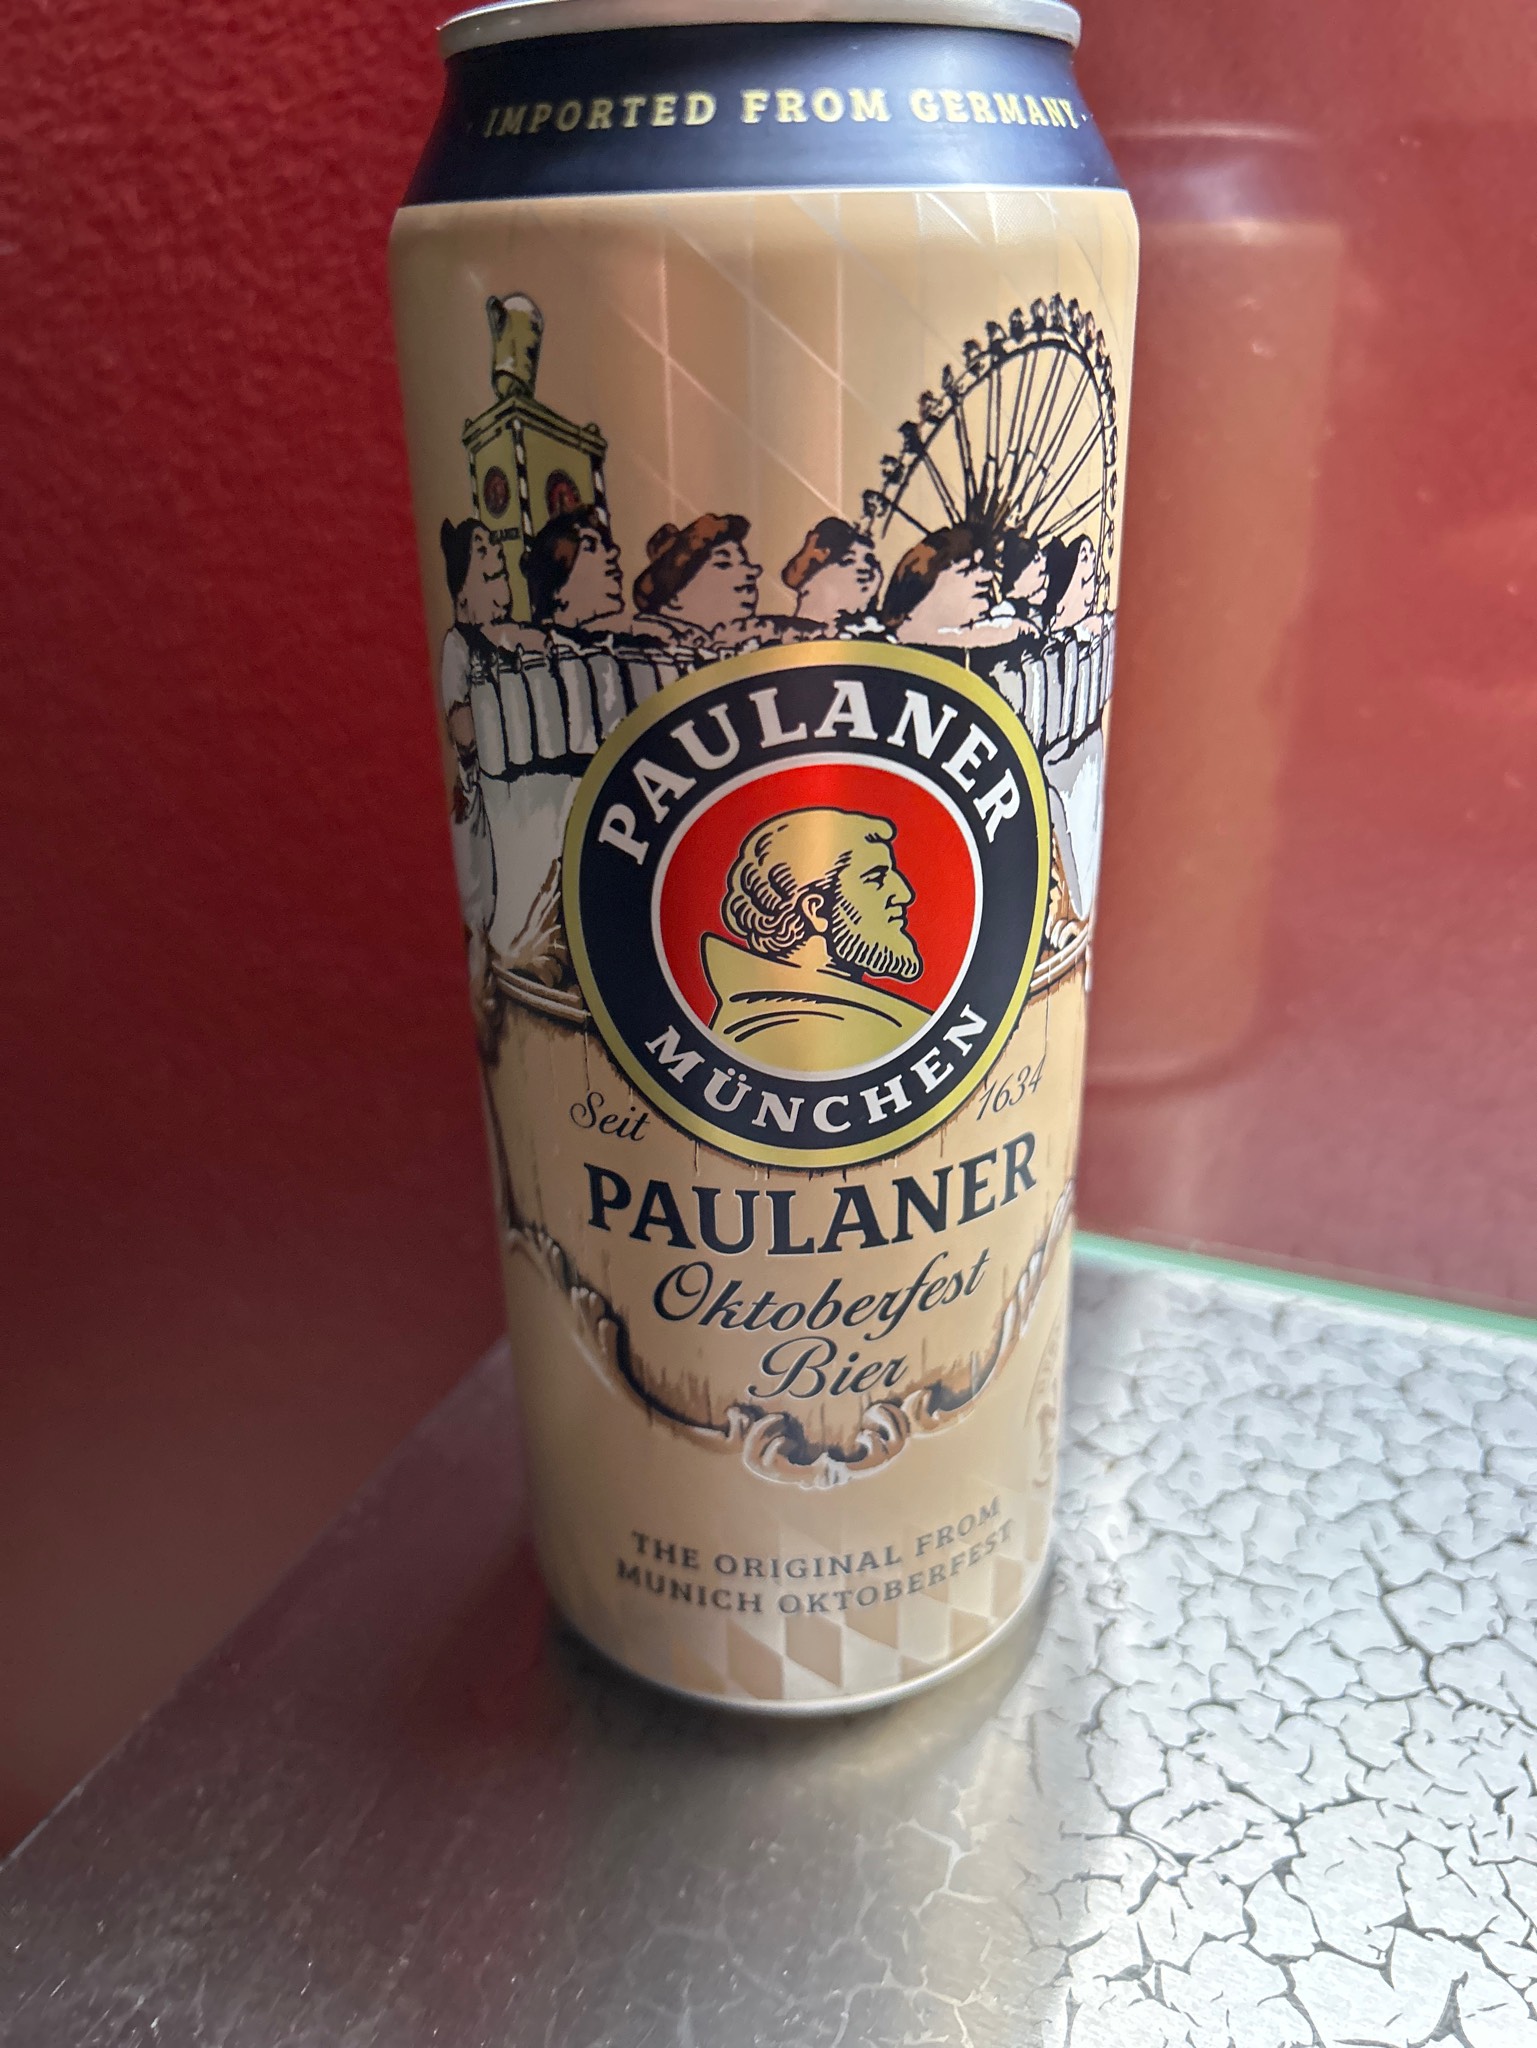 IMPORTED FROM GERMANY
PAULANER
MÜNCHEN
Seit 1634
PAULANER
Oktoberfest
Bier
THE ORIGINAL FROM
MUNICH OKTOBERFEST